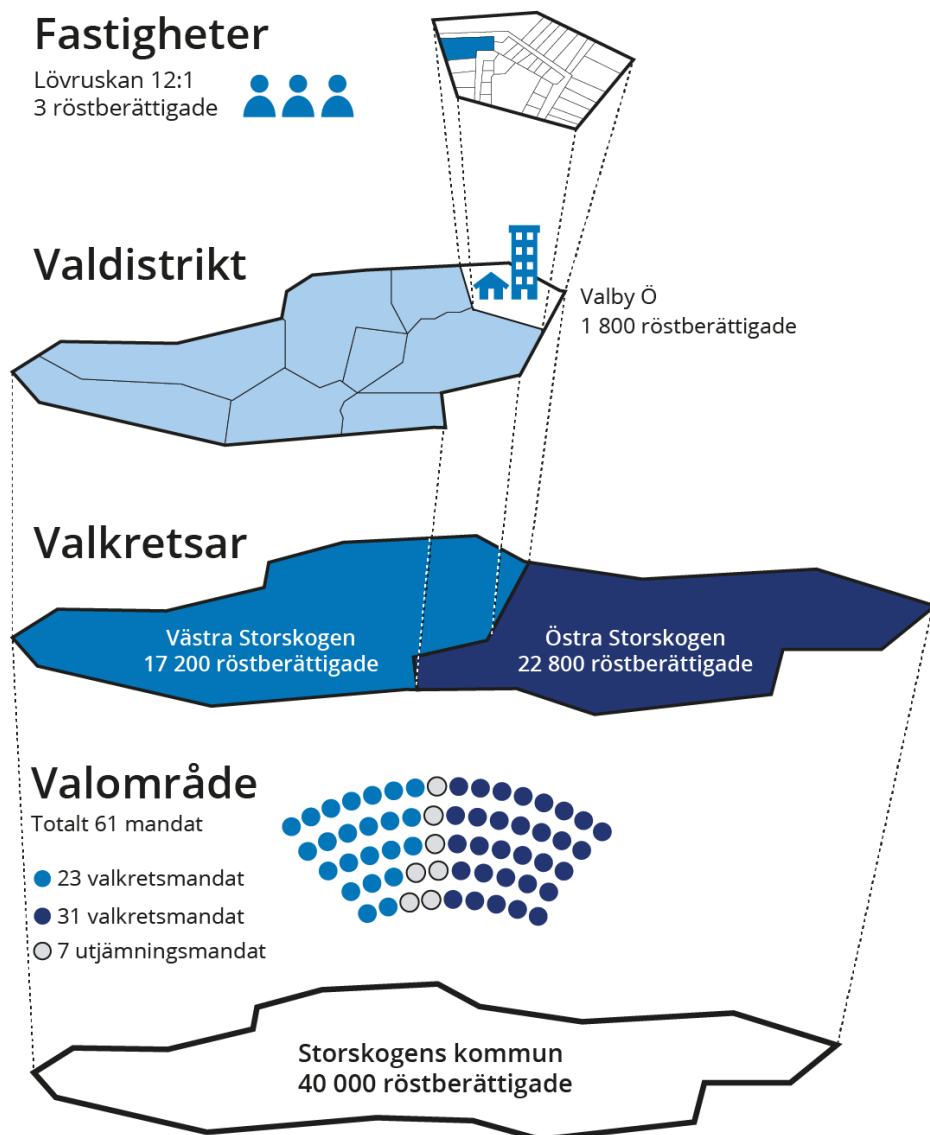 Fastigheter
Lövruskan 12:1
3 röstberättigade
Valdistrikt
Valby Ö
1 800 röstberättigade
Valkretsar
Västra Storskogen
17 200 röstberättigade
Östra Storskogen
22 800 röstberättigade
Valområde
Totalt 61 mandat
23 valkretsmandat
31 valkretsmandat
7 utjämningsmandat
Storskogens kommun
40 000 röstberättigade